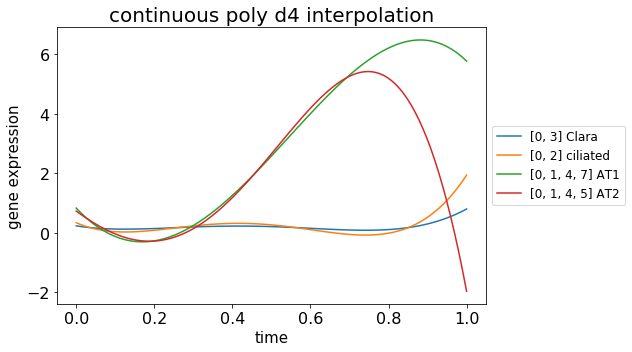 continuous poly d4 interpolation
gene expression
6
4
2
0
−2
0.0 0.2 0.4 0.6 0.8 1.0
time
[0, 3] Clara
[0, 2] ciliated
[0, 1, 4, 7] AT1
[0, 1, 4, 5] AT2